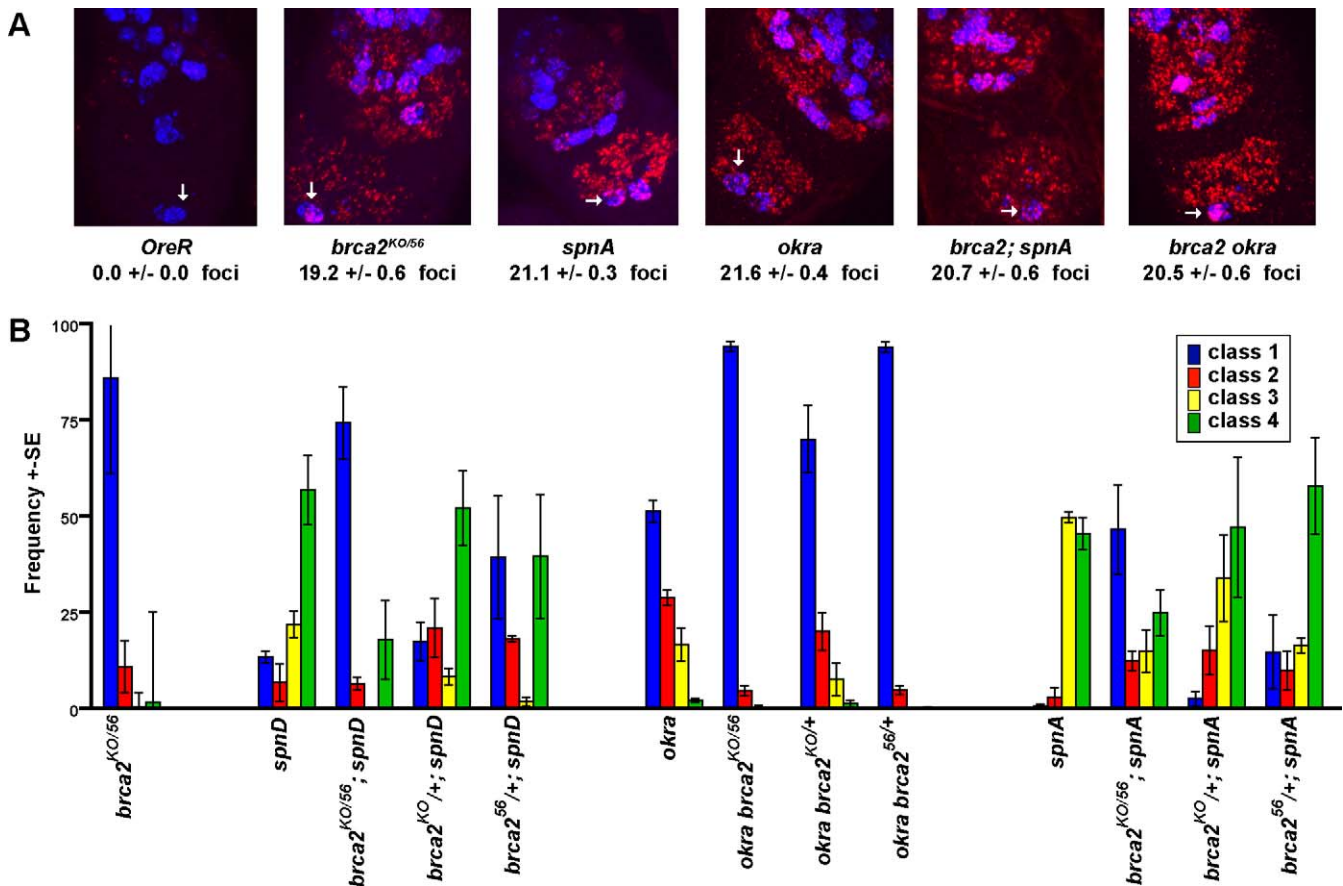 A
OreR
0.0 +/- 0.0 foci
brca2KO/56
19.2 +/- 0.6 foci
spnA
21.1 +/- 0.3 foci
okra
21.6 +/- 0.4 foci
brca2; spnA
20.7 +/- 0.6 foci
brca2 okra
20.5 +/- 0.6 foci
B
Frequency +-SE
100
75
50
25
0
class 1
class 2
class 3
class 4
brca2KO/56
spnD
brca2KO/56; spnD
brca2KO/+; spnD
brca256/+; spnD
okra
okra brca2KO/56
okra brca2KO/+
okra brca256/+
spnA
brca2KO/56; spnA
brca2KO/+; spnA
brca256/+; spnA